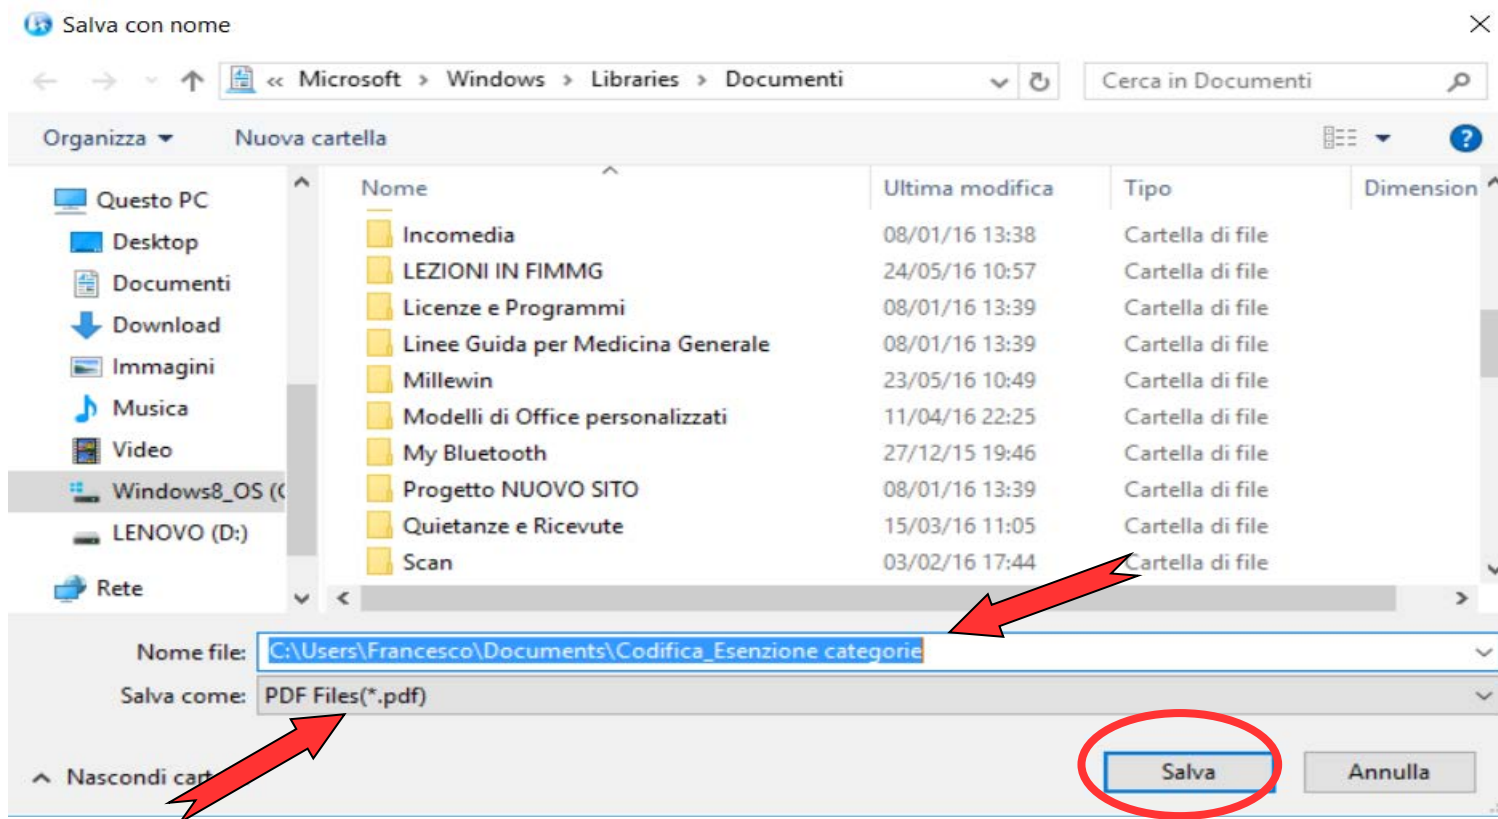 Salva con nome
« Microsoft > Windows > Libraries > Documenti
Cerca in Documenti
Organizza
Nuova cartella
Questo PC
Desktop
Documenti
Download
Immagini
Musica
Video
Windows8_OS (C
LENOVO (D:)
Rete
Nome Ultima modifica Tipo Dimension
Incomedia 08/01/16 13:38 Cartella di file
LEZIONI IN FIMMG 24/05/16 10:57 Cartella di file
Licenze e Programmi 08/01/16 13:39 Cartella di file
Linee Guida per Medicina Generale 08/01/16 13:39 Cartella di file
Millewin 23/05/16 10:49 Cartella di file
Modelli di Office personalizzati 11/04/16 22:25 Cartella di file
My Bluetooth 27/12/15 19:46 Cartella di file
Progetto NUOVO SITO 08/01/16 13:39 Cartella di file
Quietanze e Ricevute 15/03/16 11:05 Cartella di file
Scan 03/02/16 17:44 Cartella di file
Nome file: C:\Users\Francesco\Documents\Codifica_Esenzione categorie
Salva come: PDF Files(*.pdf)
Nascondi
Salva
Annulla